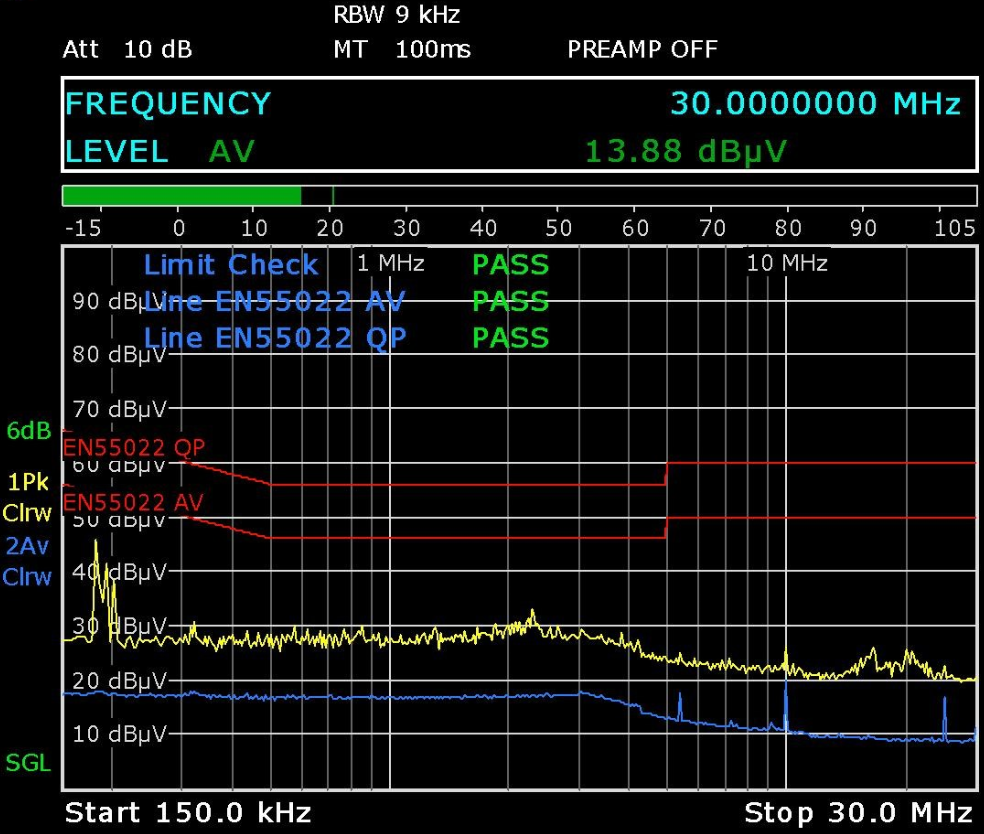 RBW 9 kHz
Att 10 dB MT 100ms PREAMP OFF
FREQUENCY 30.0000000 MHz
LEVEL AV 13.88 dBµV
-15 0 10 20 30 40 50 60 70 80 90 105
Limit Check 1 MHz PASS 10 MHz
90 dBµV Line EN55022 AV PASS
Line EN55022 QP PASS
80 dBµV
70 dBµV
6dB
EN55022 QP
60 dBµV
1Pk
EN55022 AV
Clrw
50 dBµV
2Av
40 dBµV
Clrw
30 dBµV
20 dBµV
10 dBµV
SGL
Start 150.0 kHz Stop 30.0 MHz